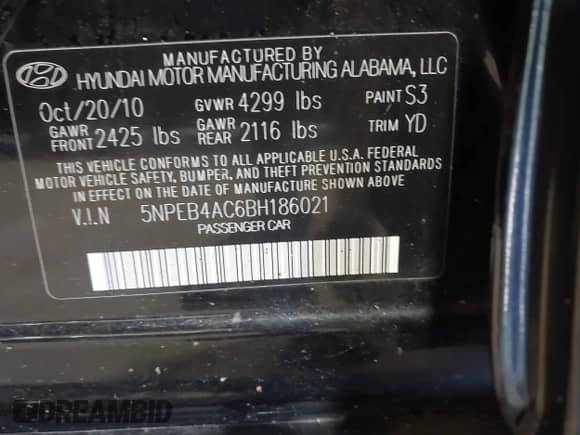 MANUFACTURED BY
HYUNDAI MOTOR MANUFACTURING ALABAMA, LLC
Oct/20/10 GVWR 4299 lbs PAINT S3
GAWR FRONT 2425 lbs GAWR REAR 2116 lbs TRIM YD
THIS VEHICLE CONFORMS TO ALL APPLICABLE U.S.A. FEDERAL
MOTOR VEHICLE SAFETY, BUMPER, AND THEFT PREVENTION STANDARDS
IN EFFECT ON THE DATE OF MANUFACTURE SHOWN ABOVE
V.I.N 5NPEB4AC6BH186021
PASSENGER CAR
DREAMBID